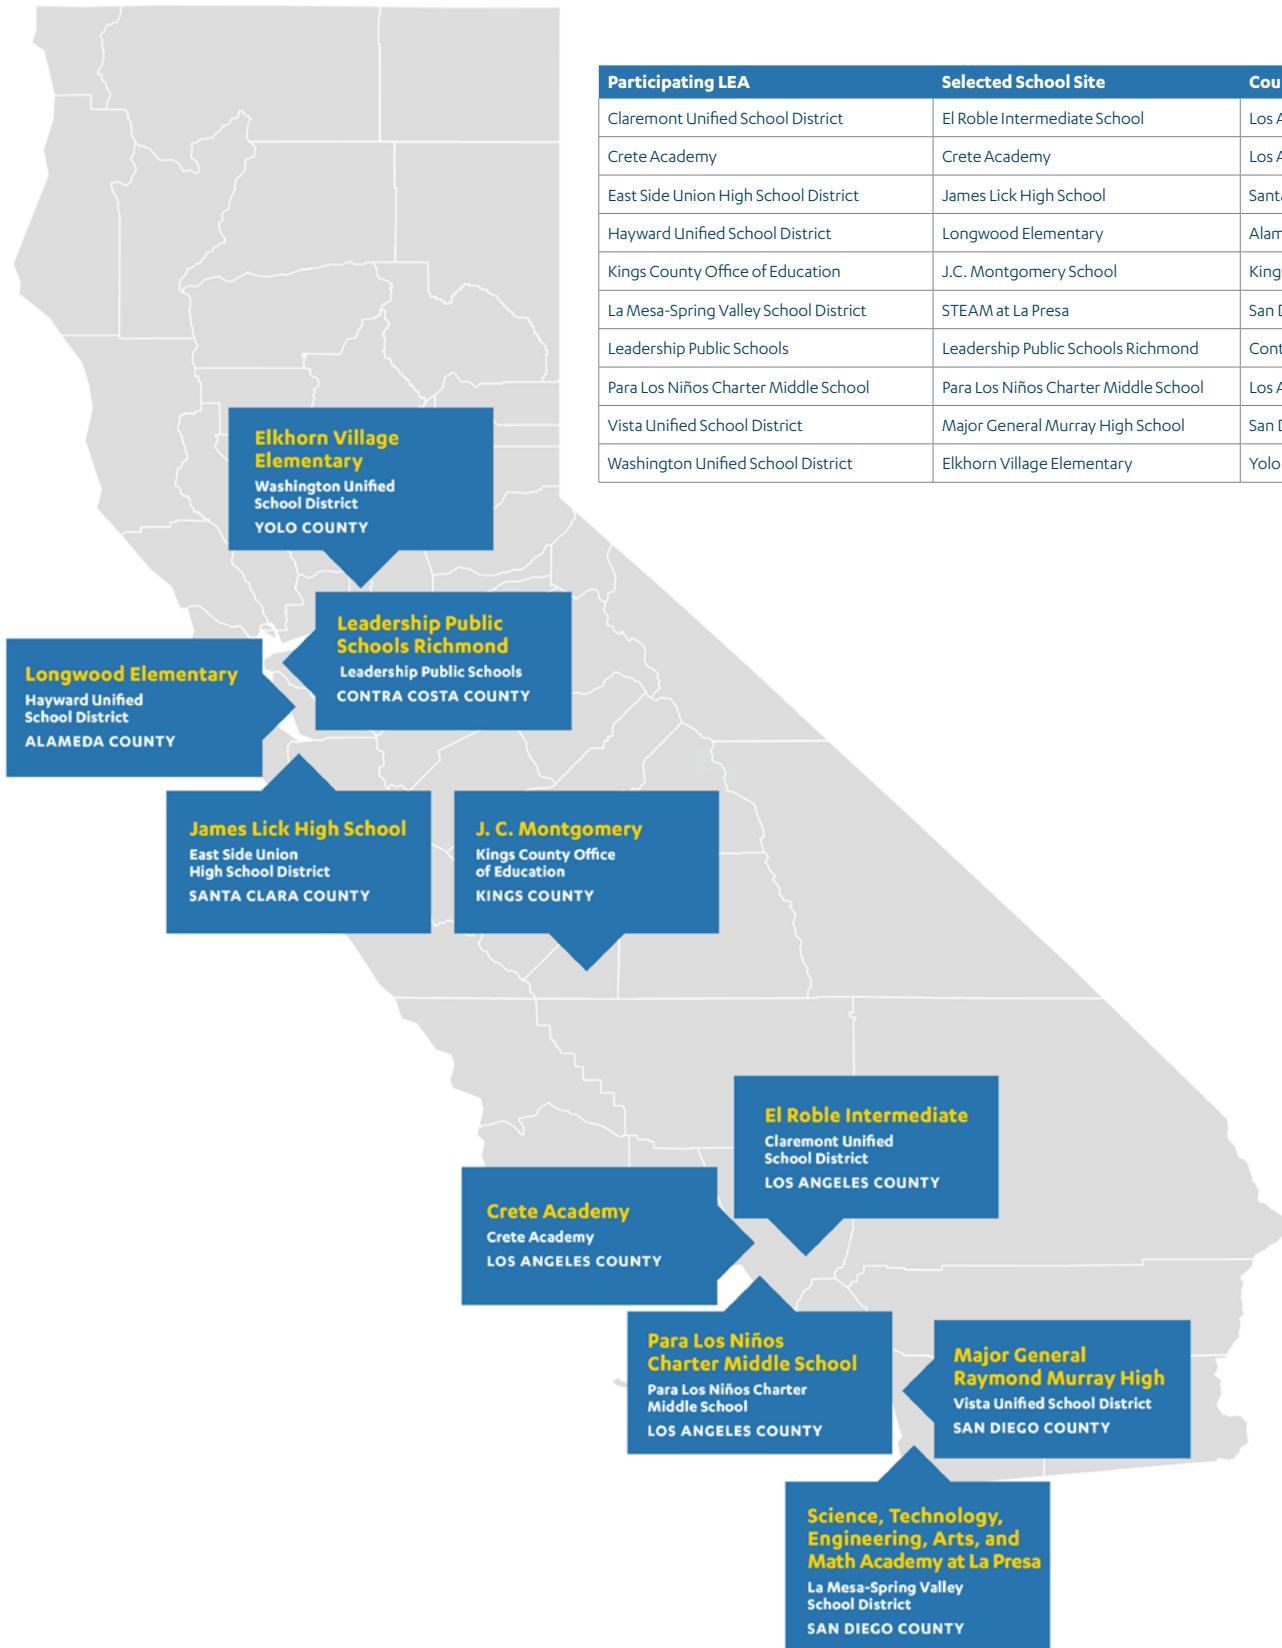 Participating LEA Selected School Site Cou
Claremont Unified School District El Roble Intermediate School Los A
Crete Academy Crete Academy Los A
East Side Union High School District James Lick High School Santa
Hayward Unified School District Longwood Elementary Alam
Kings County Office of Education J.C. Montgomery School King
La Mesa-Spring Valley School District STEAM at La Presa San D
Leadership Public Schools Leadership Public Schools Richmond Cont
Para Los Niños Charter Middle School Para Los Niños Charter Middle School Los A
Vista Unified School District Major General Murray High School San D
Washington Unified School District Elkhorn Village Elementary Yolo
Elkhorn Village
Elementary
Washington Unified
School District
YOLO COUNTY
Leadership Public
Schools Richmond
Leadership Public Schools
CONTRA COSTA COUNTY
Longwood Elementary
Hayward Unified
School District
ALAMEDA COUNTY
James Lick High School
East Side Union
High School District
SANTA CLARA COUNTY
J. C. Montgomery
Kings County Office
of Education
KINGS COUNTY
El Roble Intermediate
Claremont Unified
School District
LOS ANGELES COUNTY
Crete Academy
Crete Academy
LOS ANGELES COUNTY
Para Los Niños
Charter Middle School
Para Los Niños Charter
Middle School
LOS ANGELES COUNTY
Major General
Raymond Murray High
Vista Unified School District
SAN DIEGO COUNTY
Science, Technology,
Engineering, Arts, and
Math Academy at La Presa
La Mesa-Spring Valley
School District
SAN DIEGO COUNTY